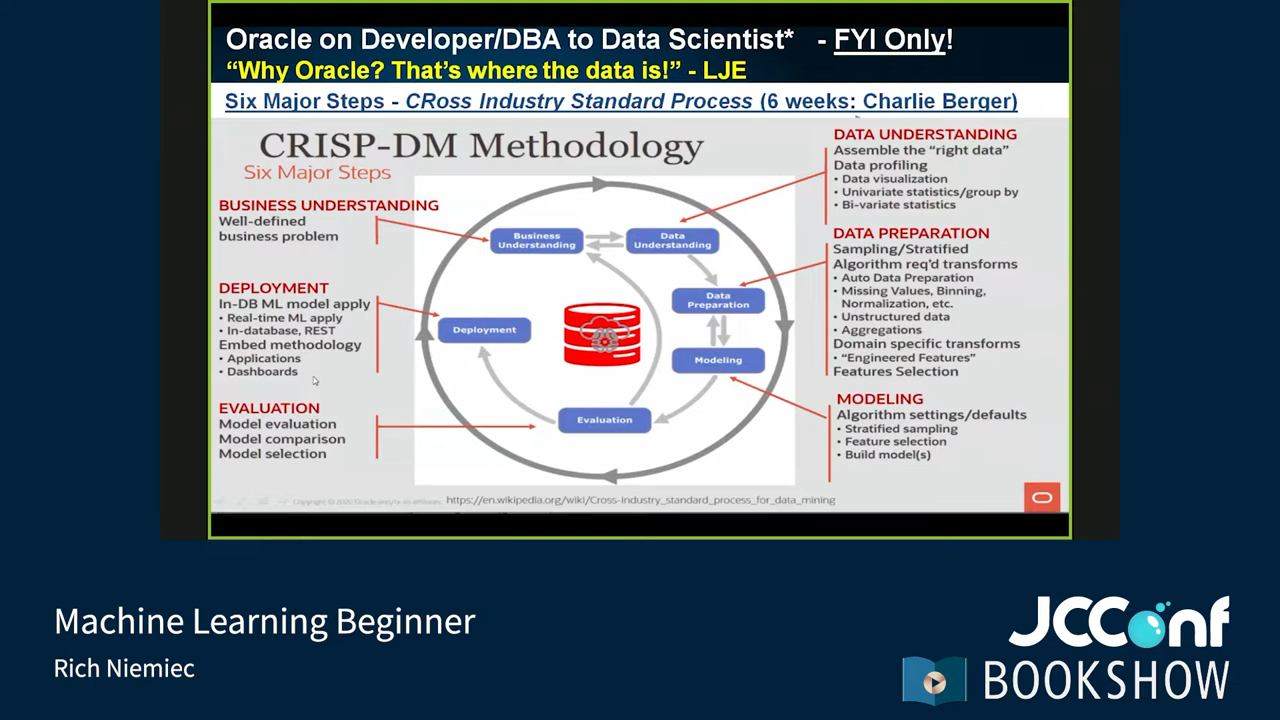 Oracle on Developer/DBA to Data Scientist* - FYI Only!
“Why Oracle? That’s where the data is!” - LJE
Six Major Steps - CRoss Industry Standard Process (6 weeks: Charlie Berger)
CRISP-DM Methodology
Six Major Steps
BUSINESS UNDERSTANDING
Well-defined
business problem
DEPLOYMENT
In-DB ML model apply
• Real-time ML apply
• In-database, REST
Embed methodology
• Applications
• Dashboards
EVALUATION
Model evaluation
Model comparison
Model selection
Business
Understanding
Data
Understanding
Data
Preparation
Modeling
Evaluation
Deployment
DATA UNDERSTANDING
Assemble the “right data”
Data profiling
• Data visualization
• Univariate statistics/group by
• Bi-variate statistics
DATA PREPARATION
Sampling/Stratified
Algorithm req’d transforms
• Auto Data Preparation
• Missing Values, Binning,
Normalization, etc.
• Unstructured data
• Aggregations
Domain specific transforms
• “Engineered Features”
Features Selection
MODELING
Algorithm settings/defaults
• Stratified sampling
• Feature selection
• Build model(s)
Copyright © 2020 Oracle and/or its affiliates.
https://en.wikipedia.org/wiki/Cross-industry_standard_process_for_data_mining
Machine Learning Beginner
Rich Niemiec
JCConf
BOOKSHOW